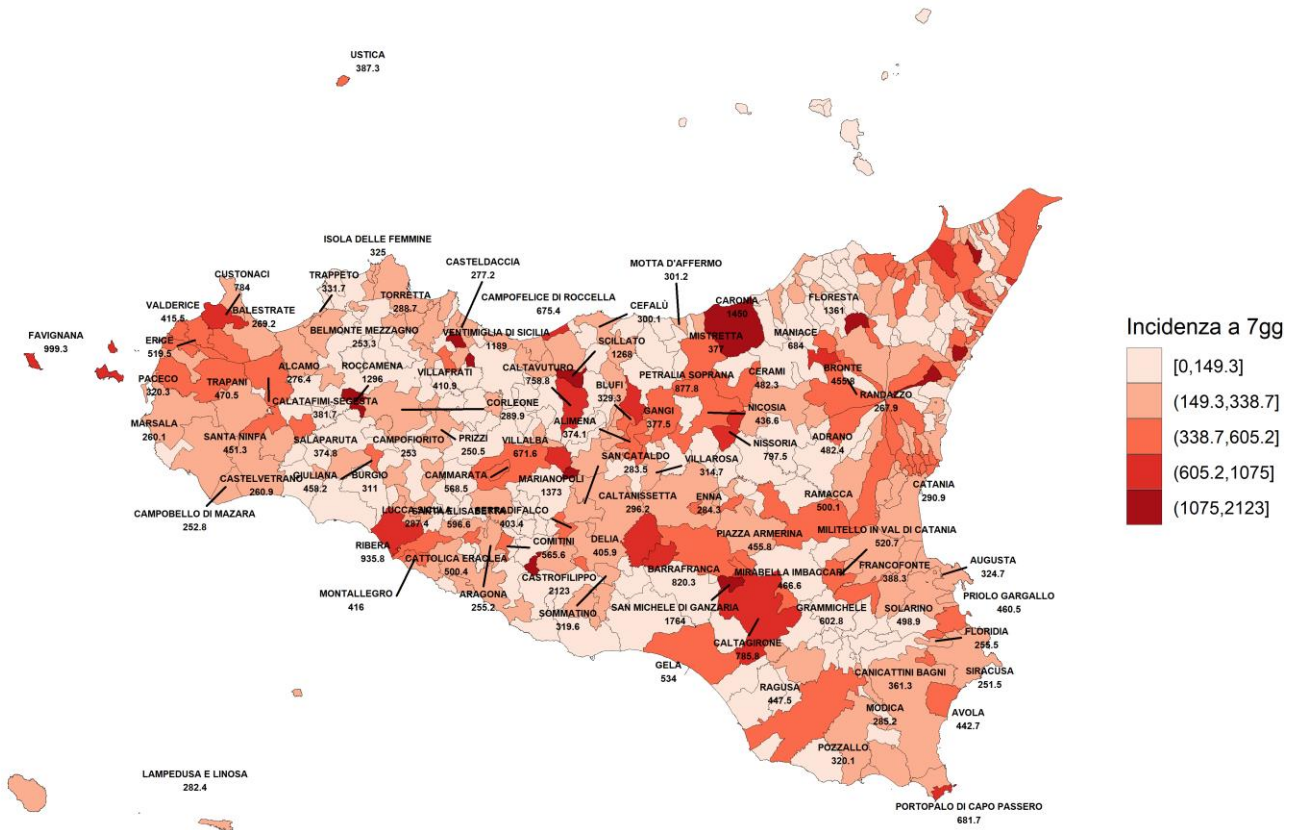 USTICA
387.3
ISOLA DELLE FEMMINE
325
CASTELDACCIA
277.2
MOTTA D'AFFERMO
301.2
CUSTONACI
784
TRAPPETO
331.7
TORRETTA
288.7
CAMPOFELICE DI ROCCELLA
675.4
CEFALÙ
300.1
CARONIA
1450
FLORESTA
1361
VALDERICE
415.5
BALESTRATE
269.2
FAVIGNANA
999.3
ERICE
519.5
BELMONTE MEZZAGNO
253.3
VENTIMIGLIA DI SICILIA
1189
SCILLATO
1268
MISTRETTA
377
MANIACE
684
PACECO
320.3
TRAPANI
470.5
ALCAMO
276.4
ROCCAMENA
1296
VILLAFRATI
410.9
CALTAVUTURO
758.8
BLUFI
329.3
PETRALIA SOPRANA
877.8
CERAMI
482.3
BRONTE
455.8
RANDAZZO
267.9
CALATAFIMI-SEGESTA
381.7
CORLEONE
289.9
GANGI
377.5
NICOSIA
436.6
MARSALA
260.1
SANTA NINFA
451.3
SALAPARUTA
374.8
CAMPOFIORITO
253
PRIZZI
250.5
VILLALBA
671.6
ALIMENA
374.1
NISSORIA
797.5
ADRANO
482.4
SAN CATALDO
283.5
VILLAROSA
314.7
CASTELVETRANO
260.9
GIULIANA
458.2
BURGIO
311
CAMMARATA
568.5
MARIANOPOLI
1373
CATANIA
290.9
CAMPOBELLO DI MAZARA
252.8
CALTANISSETTA
296.2
ENNA
284.3
RAMACCA
500.1
LUCCA SICULA
287.4
SANTA ELISABETTA
596.6
SERRADIFALCO
403.4
MILITELLO IN VAL DI CATANIA
520.7
RIBERA
935.8
COMITINI
565.6
DELIA
405.9
PIAZZA ARMERINA
455.8
CATTOLICA ERACLEA
500.4
BARRAFRANCA
820.3
MIRABELLA IMBACCARI
466.6
FRANCOFONTE
388.3
AUGUSTA
324.7
MONTALLEGRO
416
ARAGONA
255.2
CASTROFILIPPO
2123
PRIOLO GARGALLO
460.5
SOMMATINO
319.6
SAN MICHELE DI GANZARIA
1764
GRAMMICHELE
602.8
SOLARINO
498.9
FLORIDIA
255.5
CALTAGIRONE
785.8
GELA
534
CANICATTINI BAGNI
361.3
SIRACUSA
251.5
RAGUSA
447.5
MODICA
285.2
AVOLA
442.7
POZZALLO
320.1
LAMPEDUSA E LINOSA
282.4
PORTOPALO DI CAPO PASSERO
681.7
Incidenza a 7gg
[0,149.3]
(149.3,338.7]
(338.7,605.2]
(605.2,1075]
(1075,2123]